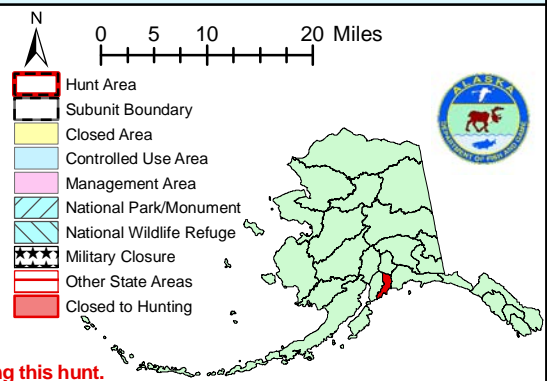 N
0 5 10 20 Miles
Hunt Area
Subunit Boundary
Closed Area
Controlled Use Area
Management Area
National Park/Monument
National Wildlife Refuge
Military Closure
Other State Areas
Closed to Hunting
ALASKA
DEPARTMENT OF FISH AND GAME
ng this hunt.